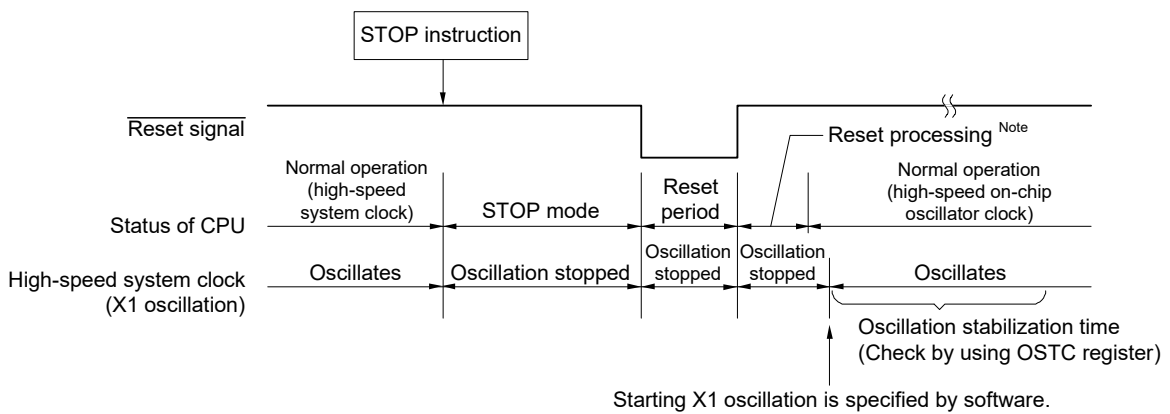 STOP instruction
Reset signal
Reset processing Note
Normal operation
(high-speed
system clock)
Reset
period
Normal operation
(high-speed on-chip
oscillator clock)
Status of CPU
STOP mode
High-speed system clock
(X1 oscillation)
Oscillates
Oscillation stopped
Oscillation
stopped
Oscillation
stopped
Oscillates
Oscillation stabilization time
(Check by using OSTC register)
Starting X1 oscillation is specified by software.